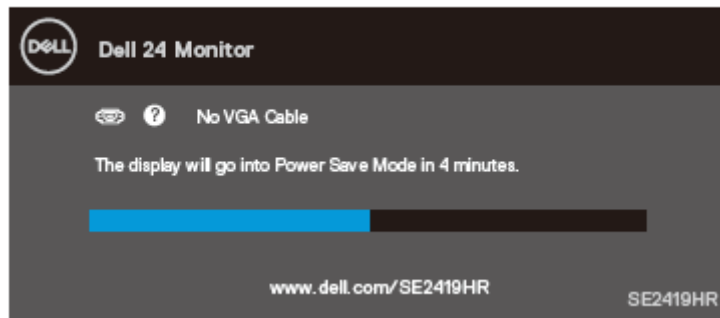 DELL
Dell 24 Monitor
? No VGA Cable
The display will go into Power Save Mode in 4 minutes.
www.dell.com/SE2419HR
SE2419HR